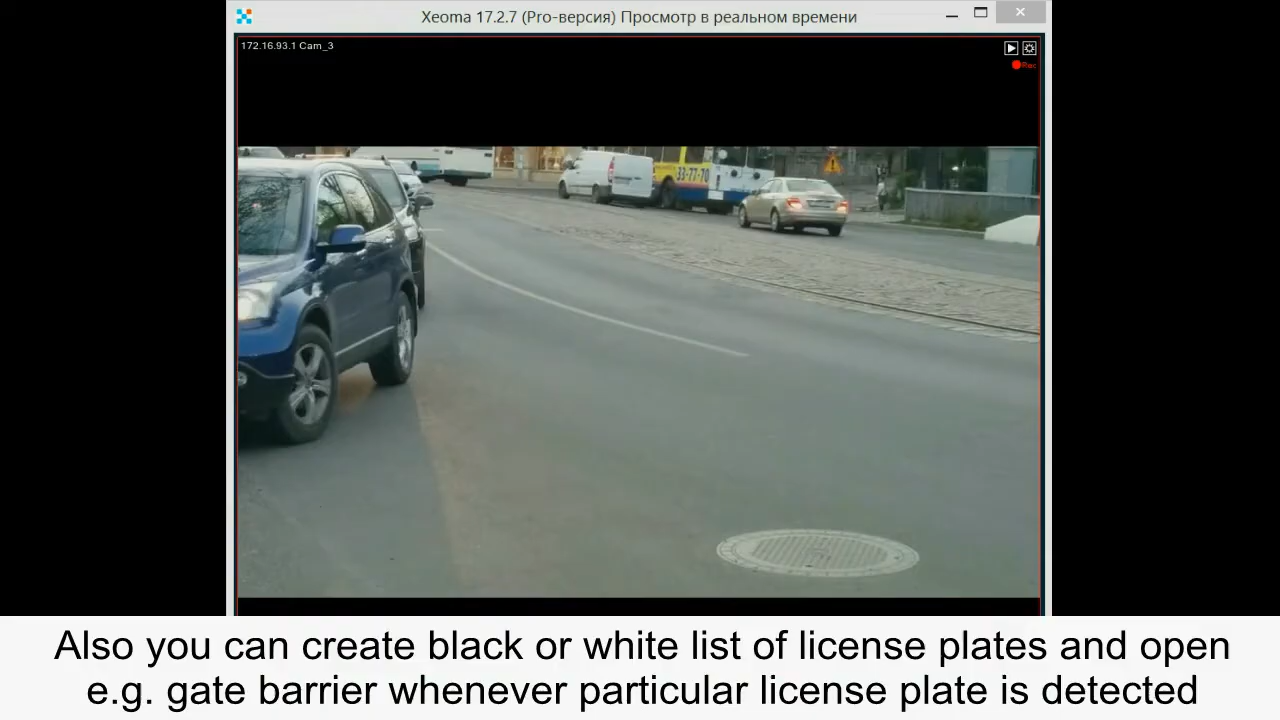 Xeoma 17.2.7 (Pro-версия) Просмотр в реальном времени
172.16.93.1 Cam_3
Rec
33-77-70
Also you can create black or white list of license plates and open
e.g. gate barrier whenever particular license plate is detected